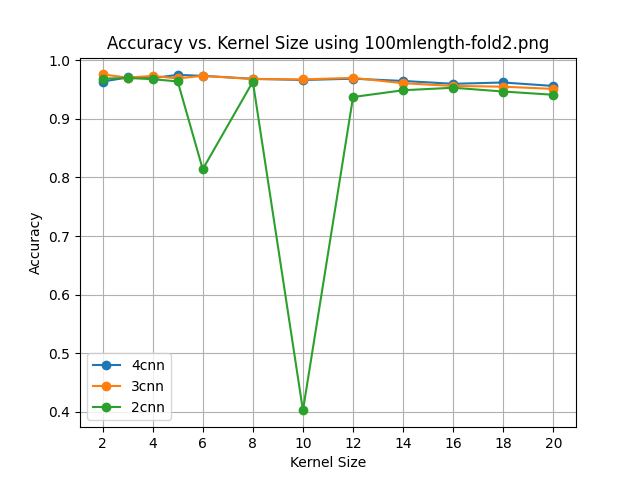 Accuracy vs. Kernel Size using 100mlength-fold2.png
1.0
0.9
0.8
0.7
0.6
0.5
0.4
Accuracy
4cnn
3cnn
2cnn
2 4 6 8 10 12 14 16 18 20
Kernel Size